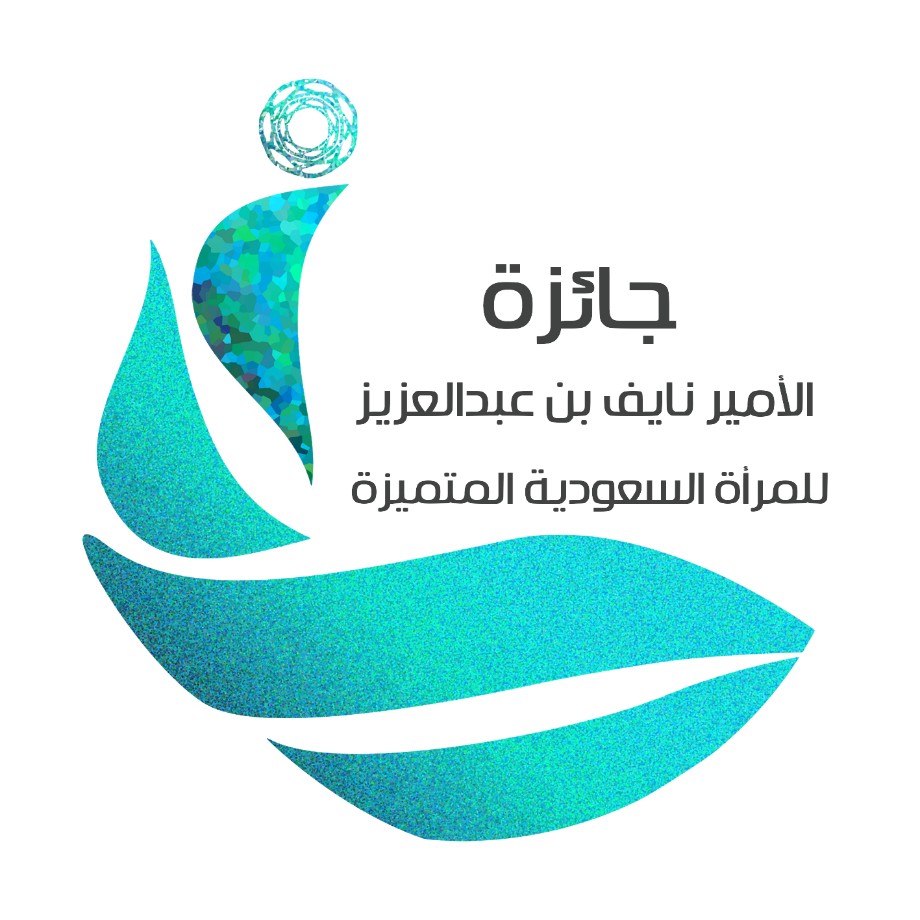 جائزة
الأمير نايف بن عبدالعزيز
للمرأة السعودية المتميزة